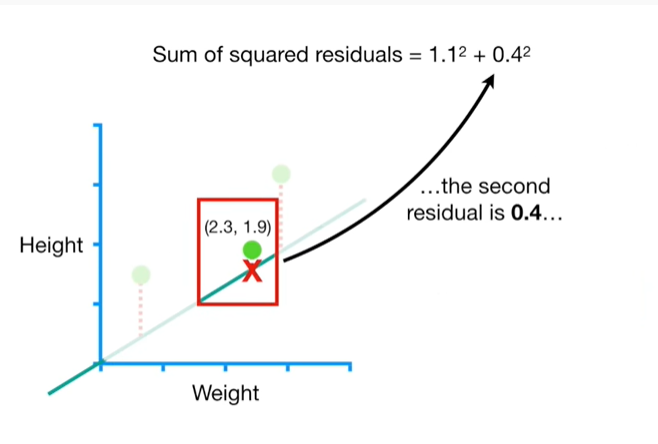 Sum of squared residuals = 1.1² + 0.4²
...the second
residual is 0.4...
(2.3, 1.9)
Height
Weight